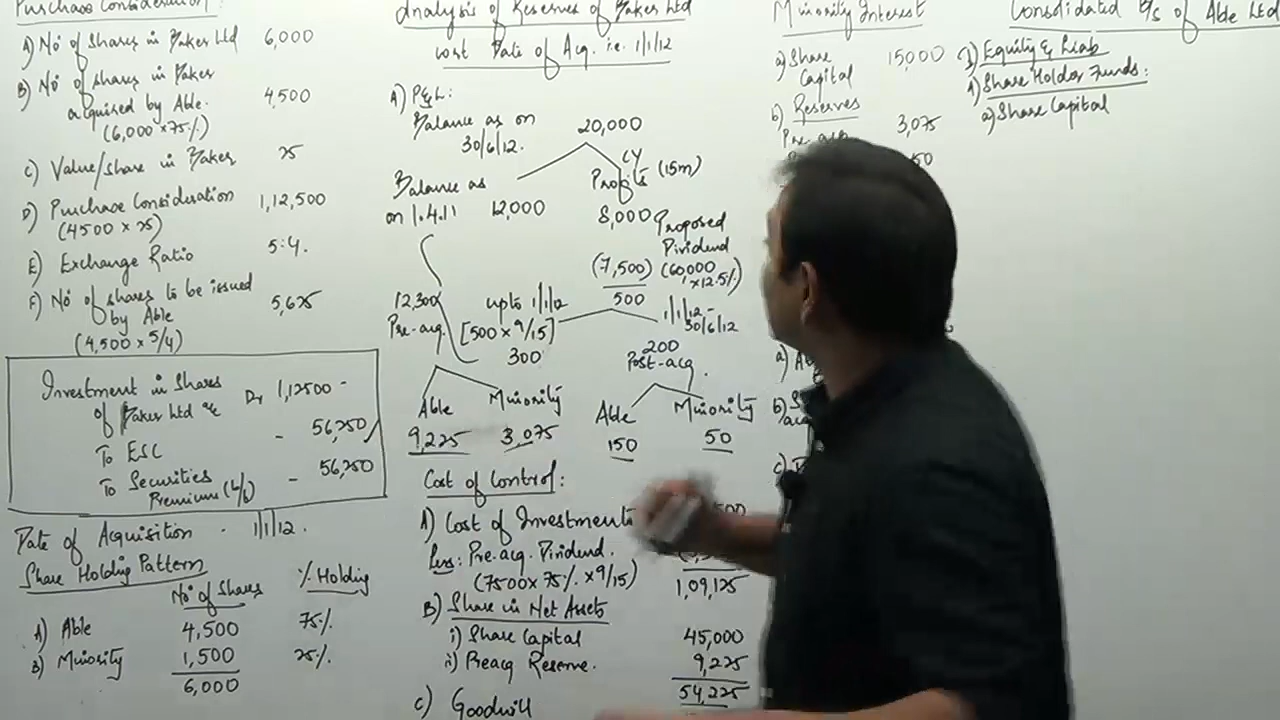 Purchase Consideration:
A) No of Shares in Baker Ltd 6,000
B) No of shares in Baker
acquired by Able. 4,500
(6,000 x 75%)
C) Value/share in Baker 25
D) Purchase Consideration 1,12,500
(4500 x 25)
E) Exchange Ratio 5:4.
F) No of shares to be issued
by Able 5,625
(4,500 x 5/4)
Investment in Shares
of Baker Ltd a/c Dr 1,12500 -
To ESC - 56,250
To Securities - 56,250
Premium (b/f)
Date of Acquisition - 1/1/12.
Share Holding Pattern
No of Shares % Holding
A) Able 4,500 75%
B) Minority 1,500 25%
6,000
Analysis of Reserves of Baker Ltd
Date of Acq. i.e. 1/1/12
A) P&L:
Balance as on 20,000
30/6/12.
Balance as
on 1.4.11 12,000
CY
Profits (15m)
8,000
Proposed
Dividend
(7,500) (60000
x 12.5%)
500
12,300
Pre-acq.
upto 1/1/12
[500 x 9/15]
300
1/1/12-
30/6/12
200
Post-acq.
Able Minority
9,225 3,075
Able Minority
150 50
Cost of Control:
A) Cost of Investments
Less: Pre-acq. Dividend.
(7500 x 75% x 9/15)
1,09,125
B) Share in Net Assets
i) Share Capital 45,000
ii) Preacq Reserve. 9,225
54,225
C) Goodwill
Minority Interest
a) Share
Capital 15,000
b) Reserves
Pre-acq 3,075
50
a)
b)
c)
Consolidated B/S of Able Ltd
I) Equity & Liab
1) Share Holder Funds:
a) Share Capital